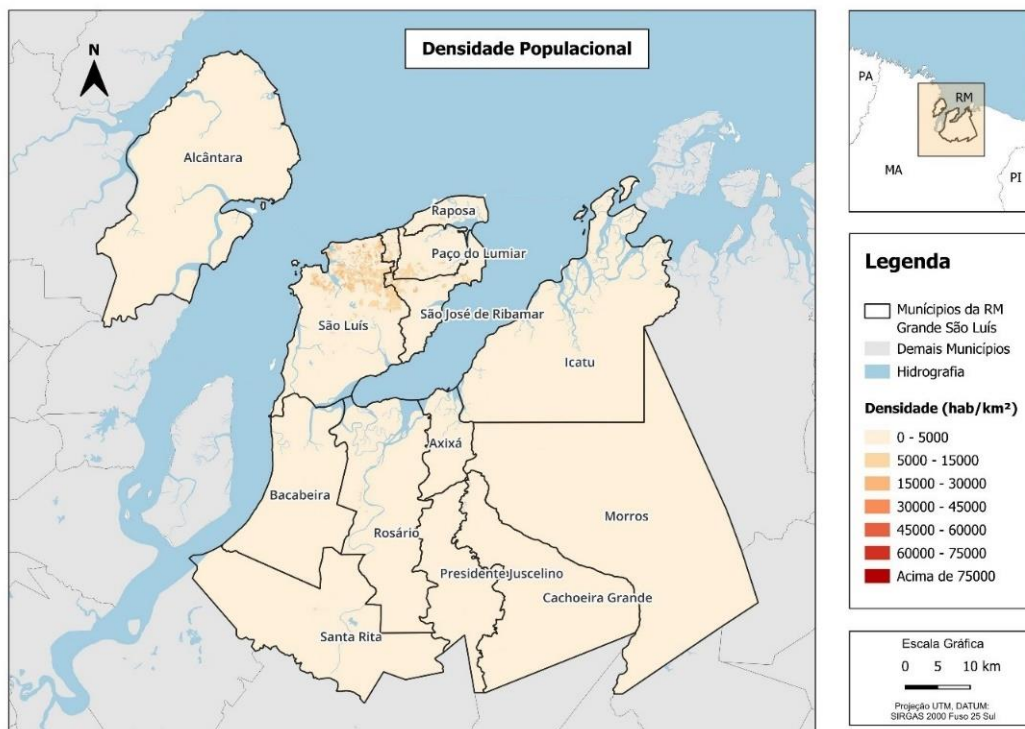 Densidade Populacional
N
Alcântara
Raposa
Paço do Lumiar
São José de Ribamar
São Luís
Icatu
Axixá
Bacabeira
Rosário
Morros
Presidente Juscelino
Cachoeira Grande
Santa Rita
PA
RM
MA
PI
Legenda
Munícipios da RM
Grande São Luís
Demais Municípios
Hidrografia
Densidade (hab/km²)
0 - 5000
5000 - 15000
15000 - 30000
30000 - 45000
45000 - 60000
60000 - 75000
Acima de 75000
Escala Gráfica
0 5 10 km
Projeção UTM, DATUM:
SIRGAS 2000 Fuso 25 Sul